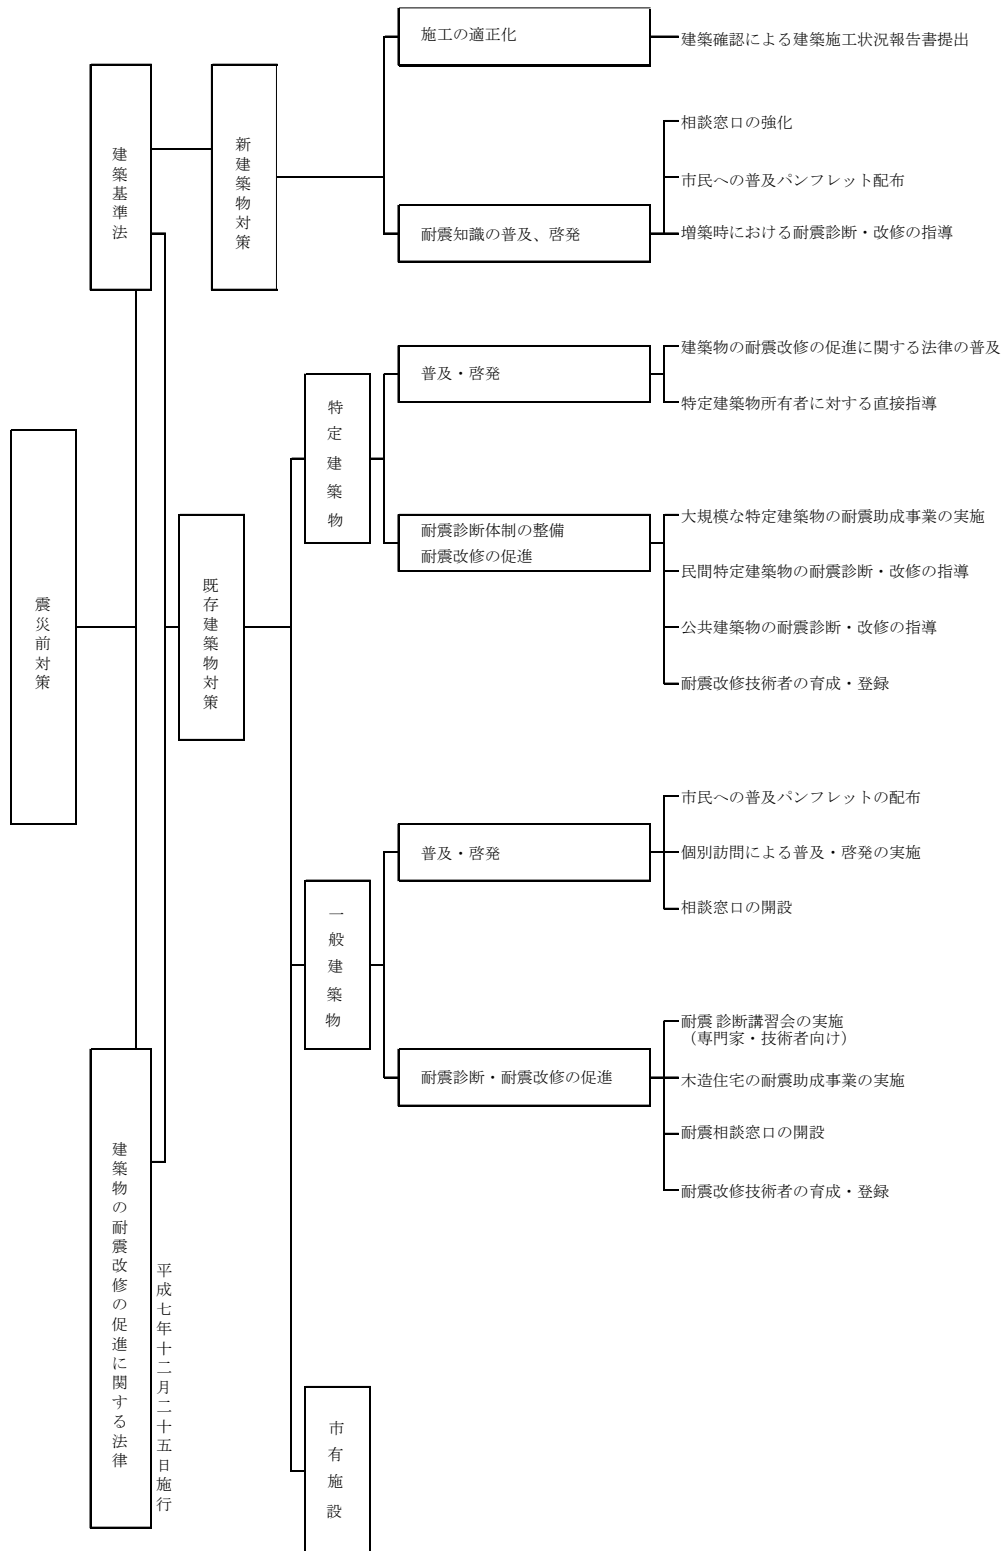 震災前対策
建築基準法
建築物の耐震改修の促進に関する法律
平成七年十二月二十五日施行
新建築物対策
施工の適正化
建築確認による建築施工状況報告書提出
耐震知識の普及、啓発
相談窓口の強化
市民への普及パンフレット配布
増築時における耐震診断・改修の指導
既存建築物対策
特定建築物
普及・啓発
建築物の耐震改修の促進に関する法律の普及
特定建築物所有者に対する直接指導
耐震診断体制の整備
耐震改修の促進
大規模な特定建築物の耐震助成事業の実施
民間特定建築物の耐震診断・改修の指導
公共建築物の耐震診断・改修の指導
耐震改修技術者の育成・登録
一般建築物
普及・啓発
市民への普及パンフレットの配布
個別訪問による普及・啓発の実施
相談窓口の開設
耐震診断・耐震改修の促進
耐震 診断講習会の実施
（専門家・技術者向け）
木造住宅の耐震助成事業の実施
耐震相談窓口の開設
耐震改修技術者の育成・登録
市有施設